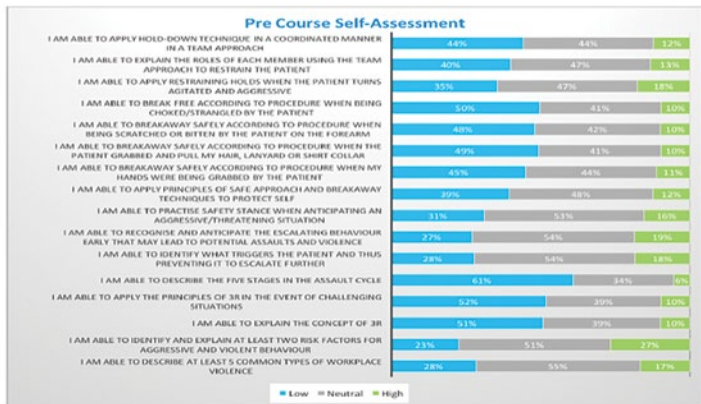 Pre Course Self-Assessment
I AM ABLE TO APPLY HOLD-DOWN TECHNIQUE IN A COORDINATED MANNER
IN A TEAM APPROACH
44% 44% 12%
I AM ABLE TO EXPLAIN THE ROLES OF EACH MEMBER USING THE TEAM
APPROACH TO RESTRAIN THE PATIENT
40% 47% 13%
I AM ABLE TO APPLY RESTRAINING HOLDS WHEN THE PATIENT TURNS
AGITATED AND AGGRESSIVE
35% 47% 18%
I AM ABLE TO BREAK FREE ACCORDING TO PROCEDURE WHEN BEING
CHOKED/STRANGLED BY THE PATIENT
50% 41% 10%
I AM ABLE TO BREAKAWAY SAFELY ACCORDING TO PROCEDURE WHEN
BEING SCRATCHED OR BITTEN BY THE PATIENT ON THE FOREARM
48% 42% 10%
I AM ABLE TO BREAKAWAY SAFELY ACCORDING TO PROCEDURE WHEN THE
PATIENT GRABBED AND PULL MY HAIR, LANYARD OR SHIRT COLLAR
49% 41% 10%
I AM ABLE TO BREAKAWAY SAFELY ACCORDING TO PROCEDURE WHEN MY
HANDS WERE BEING GRABBED BY THE PATIENT
45% 44% 11%
I AM ABLE TO APPLY PRINCIPLES OF SAFE APPROACH AND BREAKAWAY
TECHNIQUES TO PROTECT SELF
39% 48% 12%
I AM ABLE TO PRACTISE SAFETY STANCE WHEN ANTICIPATING AN
AGGRESSIVE/THREATENING SITUATION
31% 53% 16%
I AM ABLE TO RECOGNISE AND ANTICIPATE THE ESCALATING BEHAVIOUR
EARLY THAT MAY LEAD TO POTENTIAL ASSAULTS AND VIOLENCE
27% 54% 19%
I AM ABLE TO IDENTIFY WHAT TRIGGERS THE PATIENT AND THUS
PREVENTING IT TO ESCALATE FURTHER
28% 54% 18%
I AM ABLE TO DESCRIBE THE FIVE STAGES IN THE ASSAULT CYCLE
61% 34% 6%
I AM ABLE TO APPLY THE PRINCIPLES OF 3R IN THE EVENT OF CHALLENGING
SITUATIONS
52% 39% 10%
I AM ABLE TO EXPLAIN THE CONCEPT OF 3R
51% 39% 10%
I AM ABLE TO IDENTIFY AND EXPLAIN AT LEAST TWO RISK FACTORS FOR
AGGRESSIVE AND VIOLENT BEHAVIOUR
23% 51% 27%
I AM ABLE TO DESCRIBE AT LEAST 5 COMMON TYPES OF WORKPLACE
VIOLENCE
28% 55% 17%
Low Neutral High